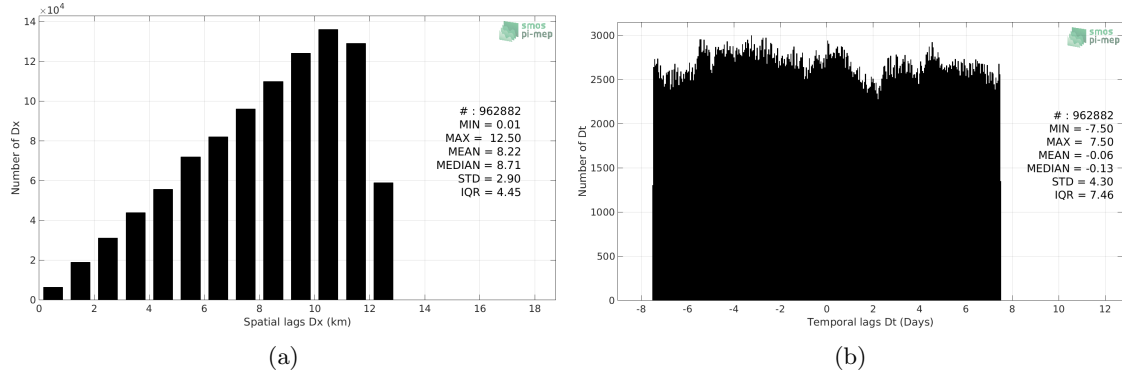 ×10⁴
14
12
10
8
6
4
2
0
Number of Dx
smos
pi-mep
# : 962882
MIN = 0.01
MAX = 12.50
MEAN = 8.22
MEDIAN = 8.71
STD = 2.90
IQR = 4.45
0 2 4 6 8 10 12 14 16 18
Spatial lags Dx (km)
(a)
3000
2500
2000
1500
1000
500
0
Number of Dt
smos
pi-mep
# : 962882
MIN = -7.50
MAX = 7.50
MEAN = -0.06
MEDIAN = -0.13
STD = 4.30
IQR = 7.46
-8 -6 -4 -2 0 2 4 6 8 10 12
Temporal lags Dt (Days)
(b)